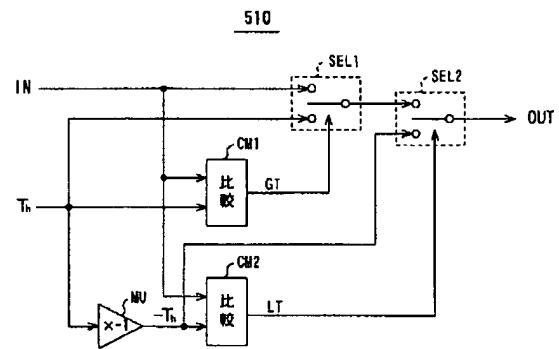 510
SEL1
SEL2
IN
OUT
CM1
比較
GT
Th
CM2
比較
LT
MU
×-1
-Th